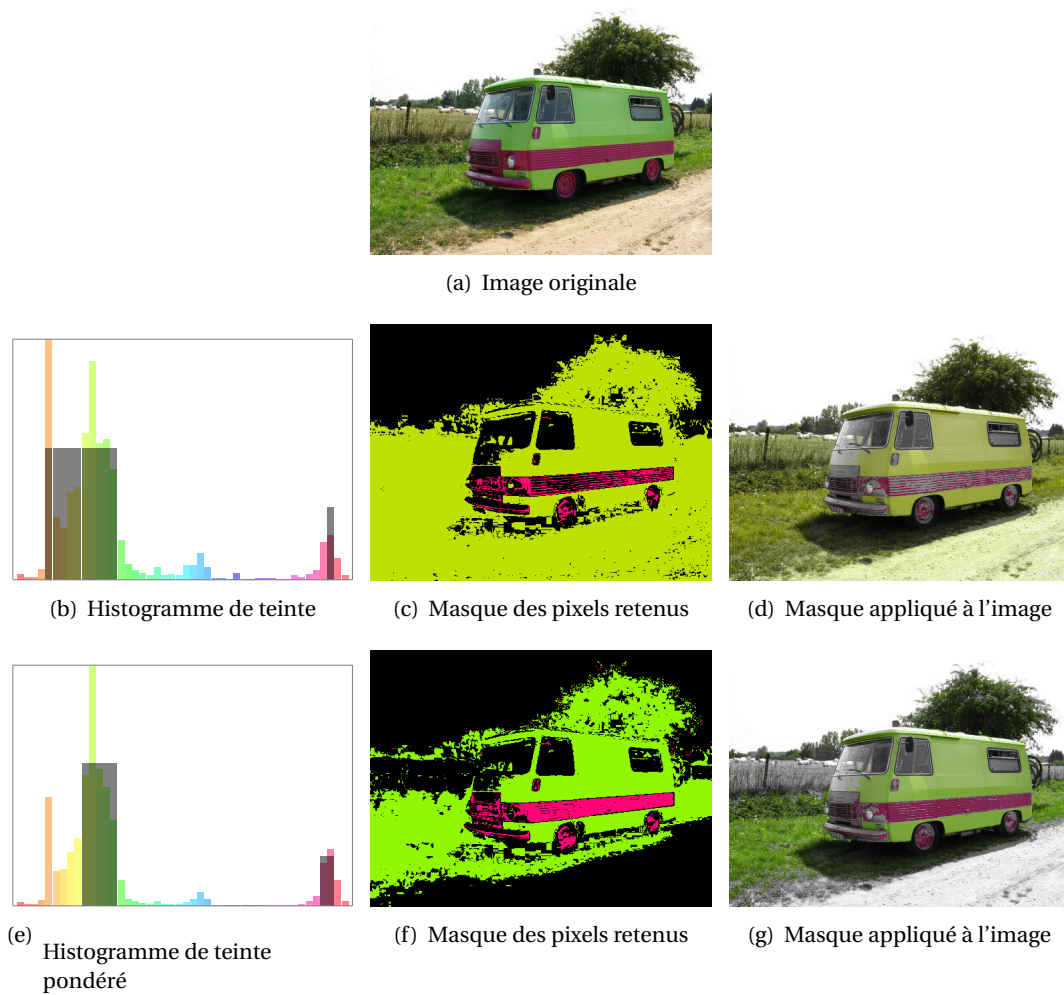 (a) Image originale
(b) Histogramme de teinte
(c) Masque des pixels retenus
(d) Masque appliqué à l'image
(e) Histogramme de teinte
pondéré
(f) Masque des pixels retenus
(g) Masque appliqué à l'image